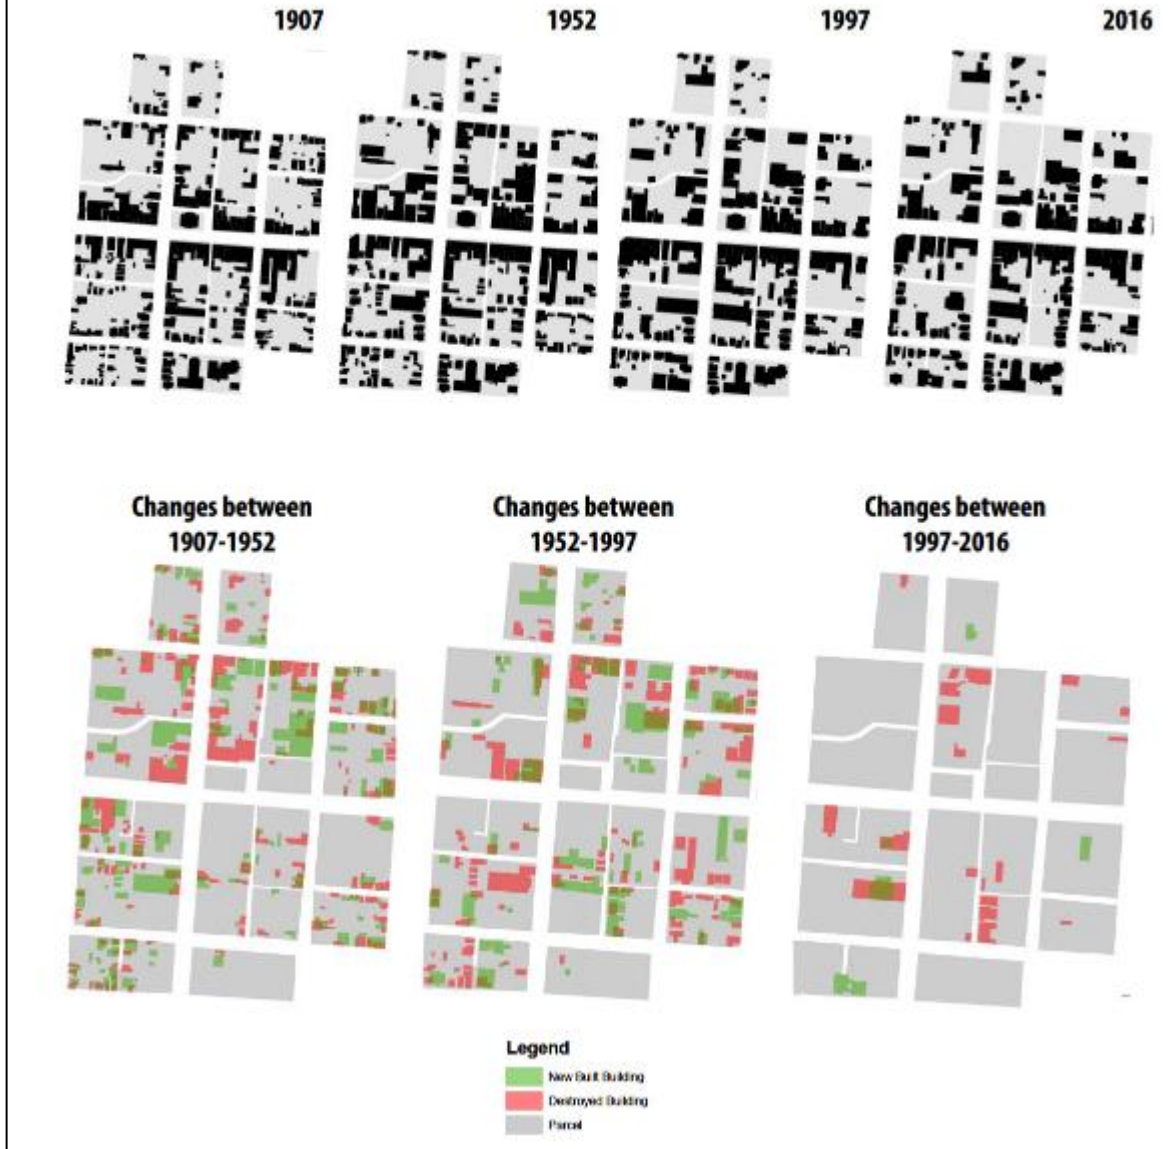 1907
1952
1997
2016
Changes between
1907-1952
Changes between
1952-1997
Changes between
1997-2016
Legend
New Built Building
Destroyed Building
Parcel